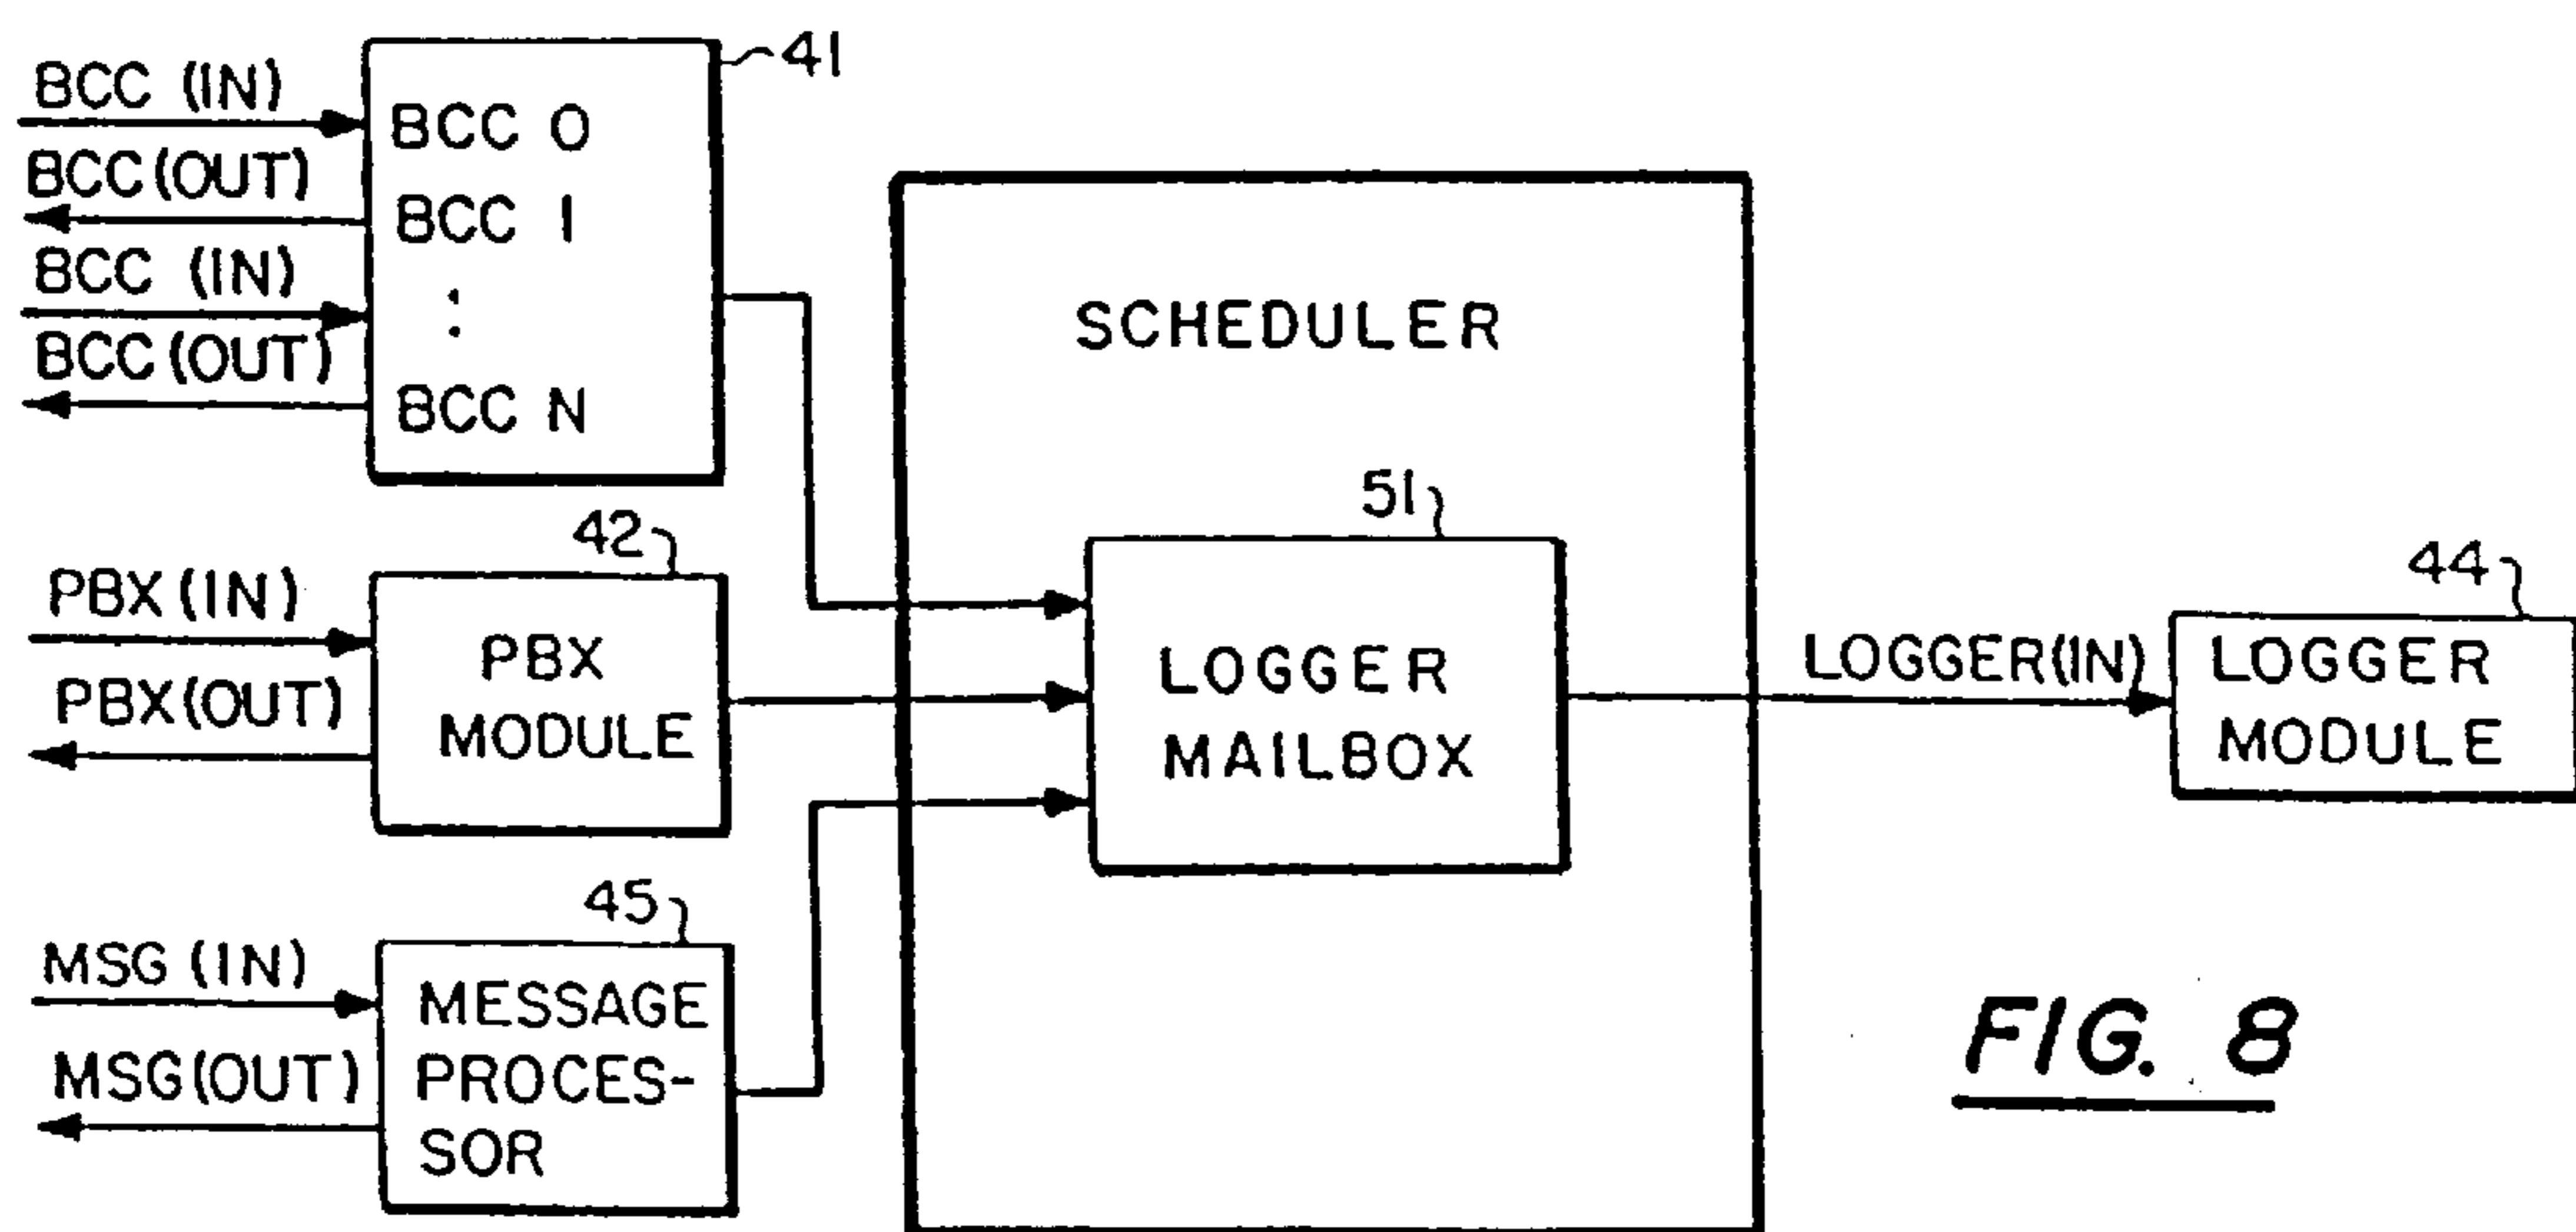 BCC (IN)
BCC (OUT)
BCC (IN)
BCC (OUT)
41
BCC 0
BCC 1
:
BCC N
PBX (IN)
PBX (OUT)
42
PBX
MODULE
MSG (IN)
MSG (OUT)
45
MESSAGE
PROCES-
SOR
SCHEDULER
51
LOGGER
MAILBOX
LOGGER(IN)
44
LOGGER
MODULE
FIG. 8